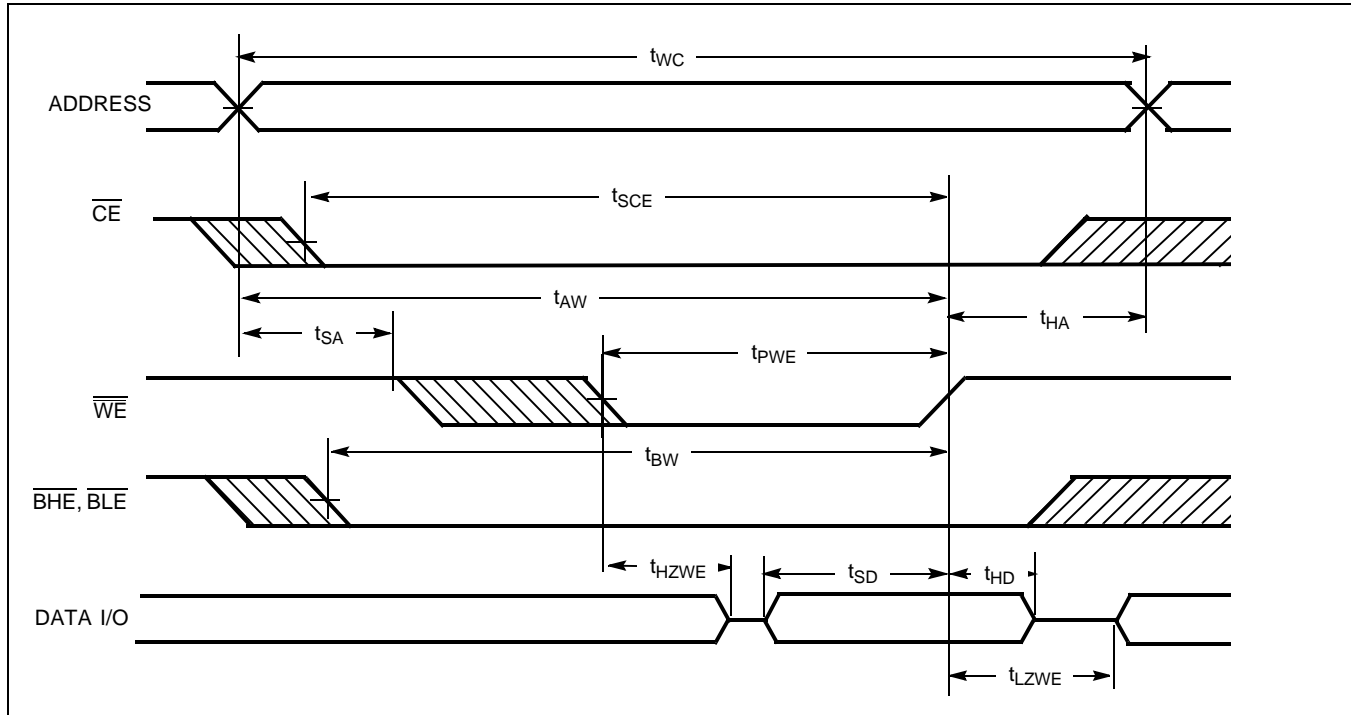 tWC
ADDRESS
tSCE
CE
tAW
tSA
tHA
tPWE
WE
tBW
BHE, BLE
tHZWE
tSD
tHD
DATA I/O
tLZWE